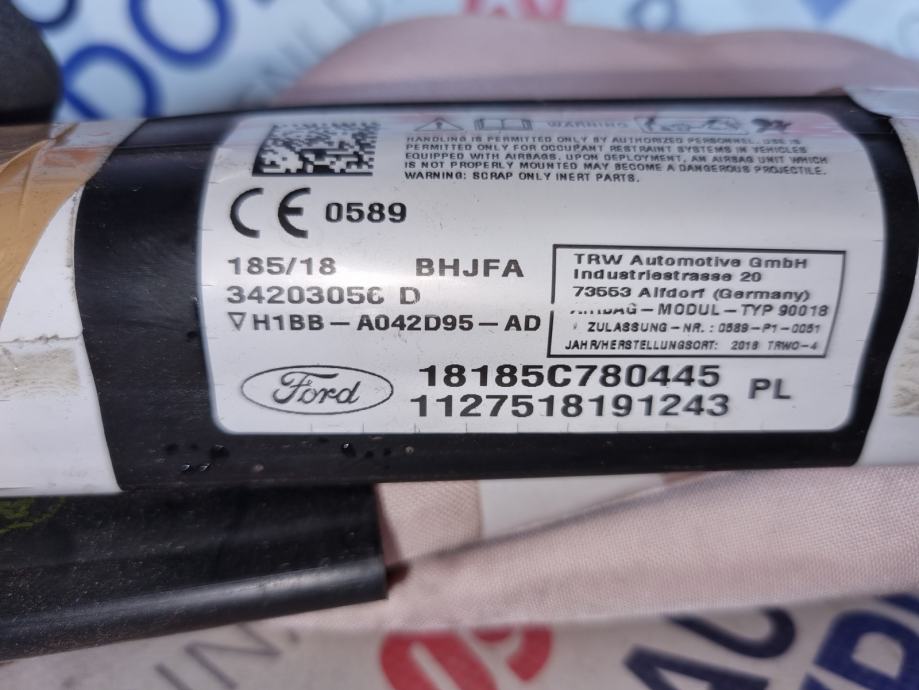 WARNING
HANDLING IS PERMITTED ONLY BY AUTHORIZED PERSONNEL. USE IS
PERMITTED ONLY FOR OCCUPANT RESTRAINT SYSTEMS IN VEHICLES
EQUIPPED WITH AIRBAGS. UPON DEPLOYMENT, AN AIRBAG UNIT WHICH
IS NOT PROPERLY MOUNTED MAY BECOME A DANGEROUS PROJECTILE.
WARNING: SCRAP ONLY INERT PARTS.
CE 0589
185/18 BHJFA
34203056 D
H1BB-A042D95-AD
TRW Automotive GmbH
Industriestrasse 20
73553 Alfdorf (Germany)
AIRBAG-MODUL-TYP 90018
ZULASSUNG-NR.: 0589-P1-0051
JAHR/HERSTELLUNGSORT: 2018 TRWO-4
Ford
18185C780445
1127518191243
PL